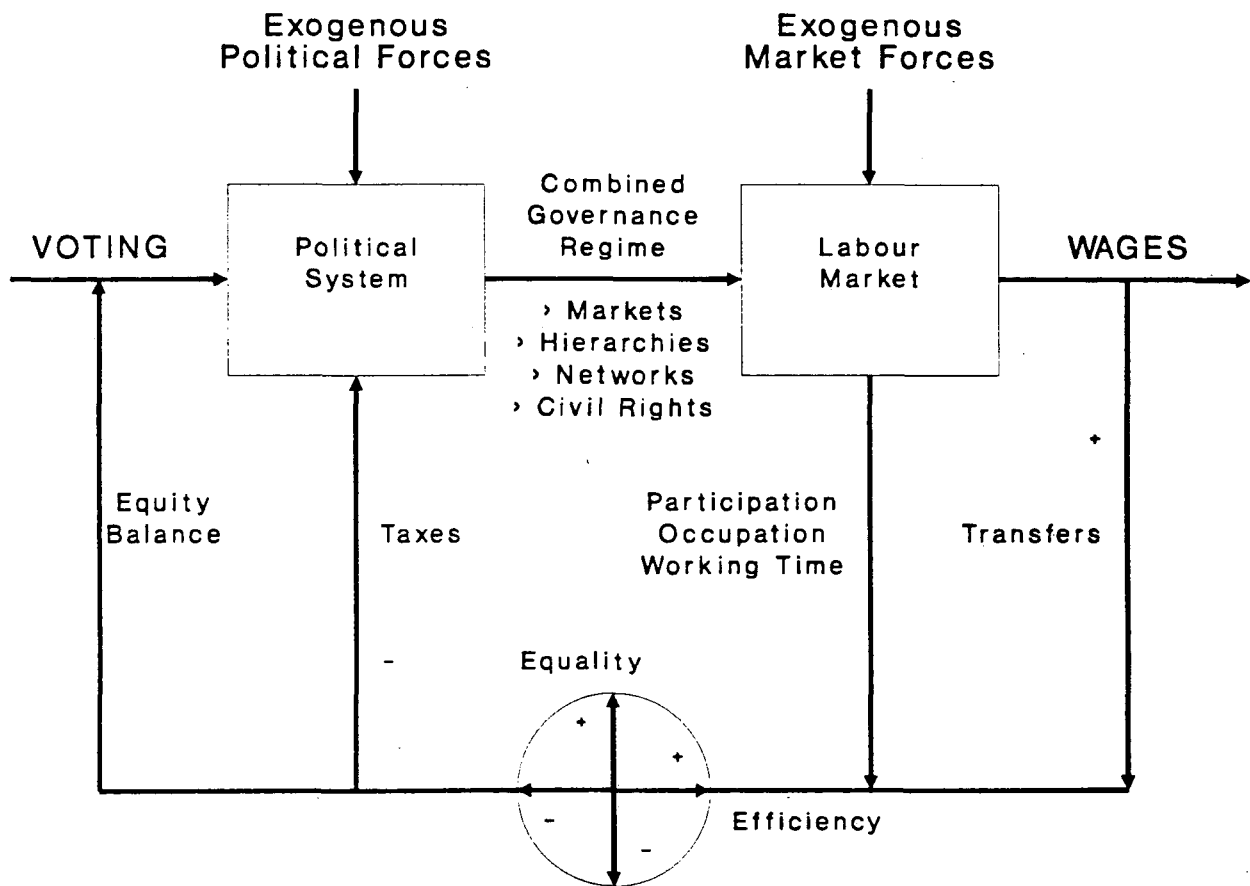 Exogenous
Political Forces
Exogenous
Market Forces
VOTING
Political
System
Combined
Governance
Regime
› Markets
› Hierarchies
› Networks
› Civil Rights
Labour
Market
WAGES
+
Equity
Balance
Taxes
Participation
Occupation
Working Time
Transfers
-
Equality
+
+
-
-
Efficiency